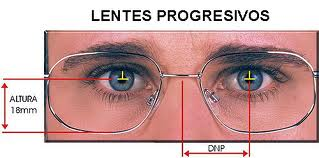 LENTES PROGRESIVOS
ALTURA
18mm
DNP